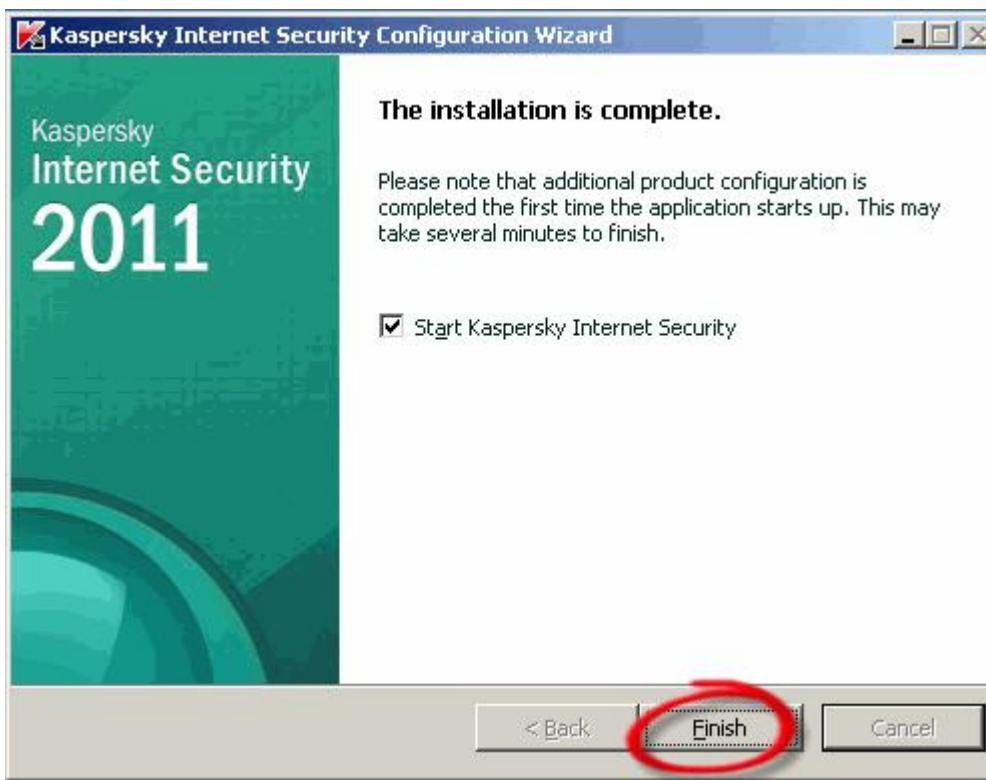 Kaspersky Internet Security Configuration Wizard
Kaspersky
Internet Security
2011
The installation is complete.
Please note that additional product configuration is
completed the first time the application starts up. This may
take several minutes to finish.
Start Kaspersky Internet Security
< Back
Finish
Cancel